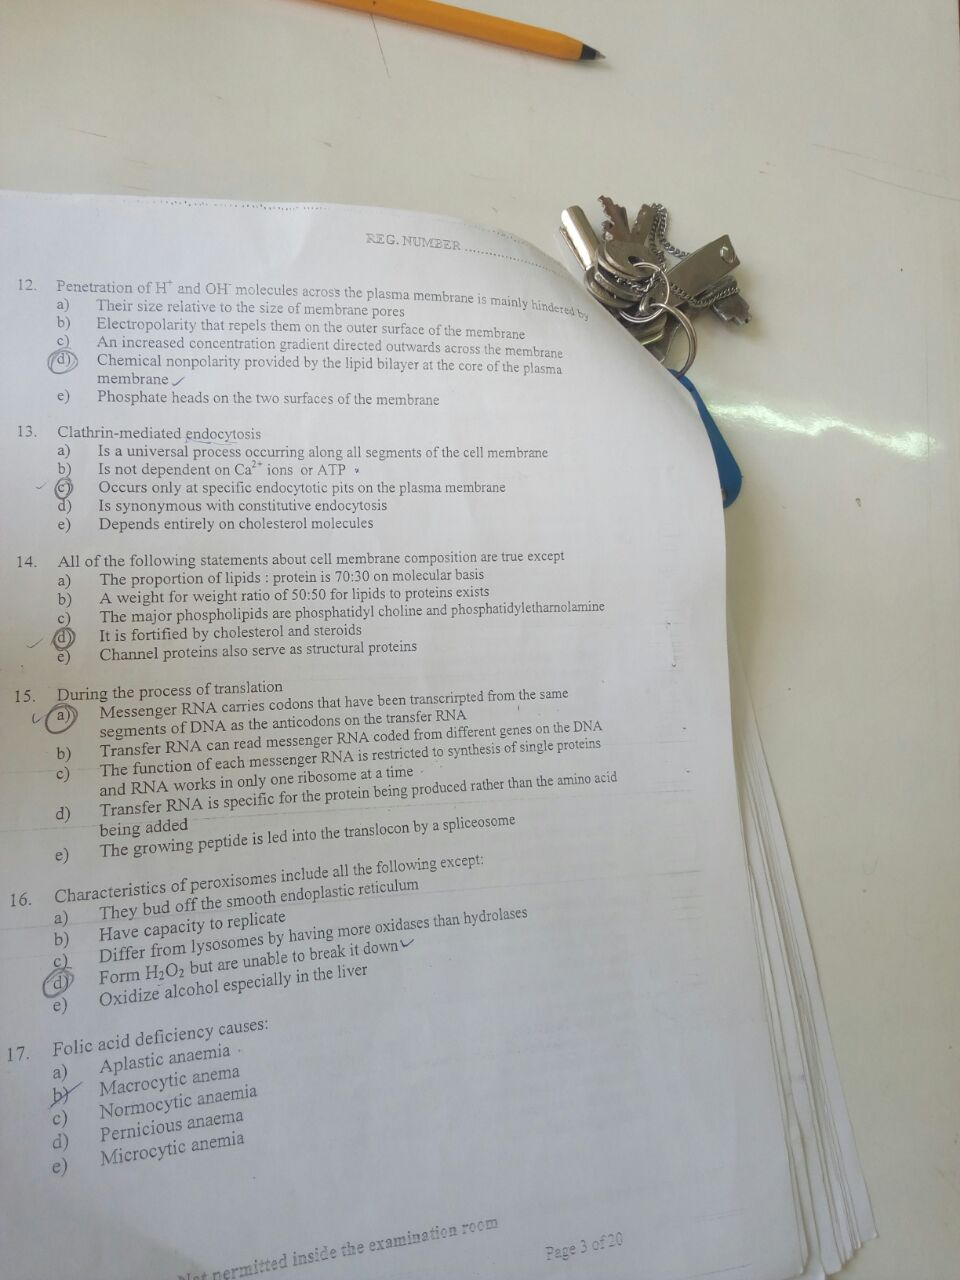 REG. NUMBER ....................
12. Penetration of H⁺ and OH⁻ molecules across the plasma membrane is mainly hindered by
a) Their size relative to the size of membrane pores
b) Electropolarity that repels them on the outer surface of the membrane
c) An increased concentration gradient directed outwards across the membrane
d) Chemical nonpolarity provided by the lipid bilayer at the core of the plasma
membrane
e) Phosphate heads on the two surfaces of the membrane
13. Clathrin-mediated endocytosis
a) Is a universal process occurring along all segments of the cell membrane
b) Is not dependent on Ca²⁺ ions or ATP
c) Occurs only at specific endocytotic pits on the plasma membrane
d) Is synonymous with constitutive endocytosis
e) Depends entirely on cholesterol molecules
14. All of the following statements about cell membrane composition are true except
a) The proportion of lipids : protein is 70:30 on molecular basis
b) A weight for weight ratio of 50:50 for lipids to proteins exists
c) The major phospholipids are phosphatidyl choline and phosphatidyletharnolamine
d) It is fortified by cholesterol and steroids
e) Channel proteins also serve as structural proteins
15. During the process of translation
a) Messenger RNA carries codons that have been transcrirpted from the same
segments of DNA as the anticodons on the transfer RNA
b) Transfer RNA can read messenger RNA coded from different genes on the DNA
c) The function of each messenger RNA is restricted to synthesis of single proteins
and RNA works in only one ribosome at a time
d) Transfer RNA is specific for the protein being produced rather than the amino acid
being added
e) The growing peptide is led into the translocon by a spliceosome
16. Characteristics of peroxisomes include all the following except:
a) They bud off the smooth endoplastic reticulum
b) Have capacity to replicate
c) Differ from lysosomes by having more oxidases than hydrolases
d) Form H₂O₂ but are unable to break it down
e) Oxidize alcohol especially in the liver
17. Folic acid deficiency causes:
a) Aplastic anaemia
b) Macrocytic anema
c) Normocytic anaemia
d) Pernicious anaema
e) Microcytic anemia
Not permitted inside the examination room
Page 3 of 20